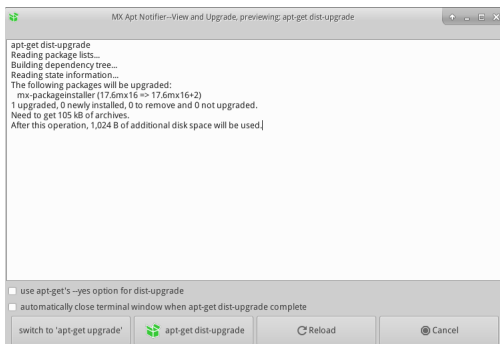 MX Apt Notifier--View and Upgrade, previewing: apt-get dist-upgrade
apt-get dist-upgrade
Reading package lists...
Building dependency tree...
Reading state information...
The following packages will be upgraded:
mx-packageinstaller (17.6mx16 => 17.6mx16+2)
1 upgraded, 0 newly installed, 0 to remove and 0 not upgraded.
Need to get 105 kB of archives.
After this operation, 1,024 B of additional disk space will be used.
use apt-get's --yes option for dist-upgrade
automatically close terminal window when apt-get dist-upgrade complete
switch to 'apt-get upgrade' apt-get dist-upgrade Reload Cancel